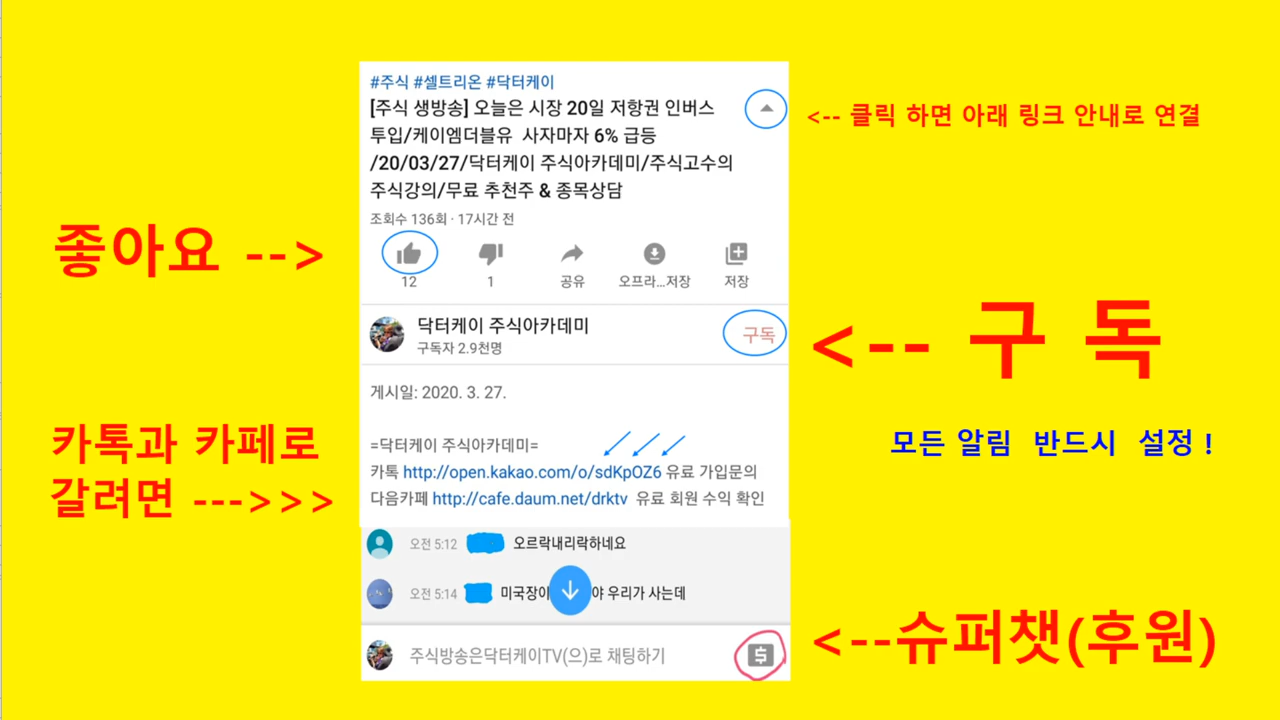 #주식 #셀트리온 #닥터케이
[주식 생방송] 오늘은 시장 20일 저항권 인버스
투입/케이엠더블유 사자마자 6% 급등
/20/03/27/닥터케이 주식아카데미/주식고수의
주식강의/무료 추천주 & 종목상담
조회수 136회 · 17시간 전
<-- 클릭 하면 아래 링크 안내로 연결
좋아요 -->
12
1
공유
오프라...저장
저장
닥터케이 주식아카데미
구독자 2.9천명
구독
<-- 구 독
게시일: 2020. 3. 27.
모든 알림 반드시 설정 !
카톡과 카페로
갈려면 --->>>
=닥터케이 주식아카데미=
카톡 http://open.kakao.com/o/sdKpOZ6 유료 가입문의
다음카페 http://cafe.daum.net/drktv 유료 회원 수익 확인
오전 5:12 오르락내리락하네요
오전 5:14 미국장이 야 우리가 사는데
주식방송은닥터케이TV(으)로 채팅하기
<--슈퍼챗(후원)